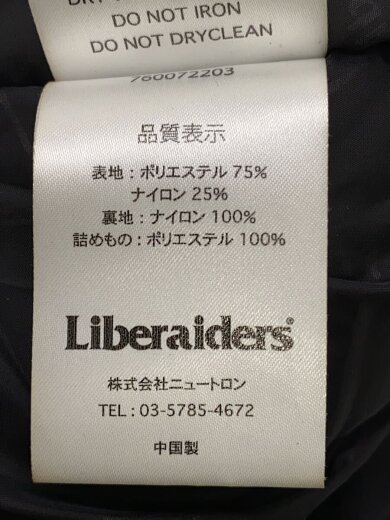 DO NOT IRON
DO NOT DRYCLEAN
760072203
品質表示
表地 : ポリエステル 75%
ナイロン 25%
裏地 : ナイロン 100%
詰めもの : ポリエステル 100%
Liberaiders®
株式会社ニュートロン
TEL : 03-5785-4672
中国製